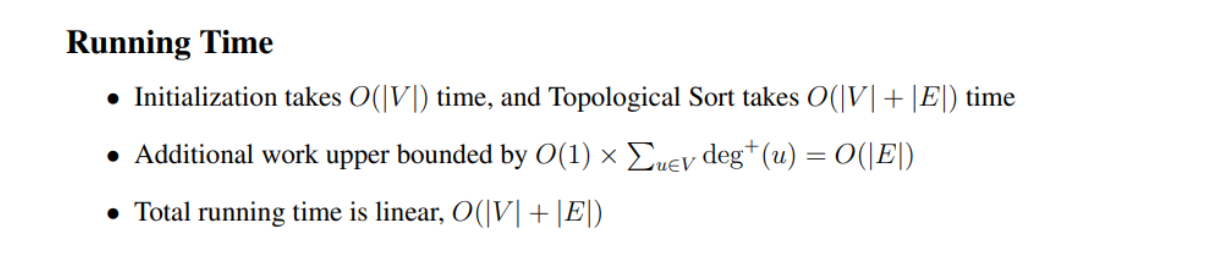 Running Time
• Initialization takes O(|V|) time, and Topological Sort takes O(|V| + |E|) time
• Additional work upper bounded by O(1) × ∑_{u∈V} deg⁺(u) = O(|E|)
• Total running time is linear, O(|V| + |E|)